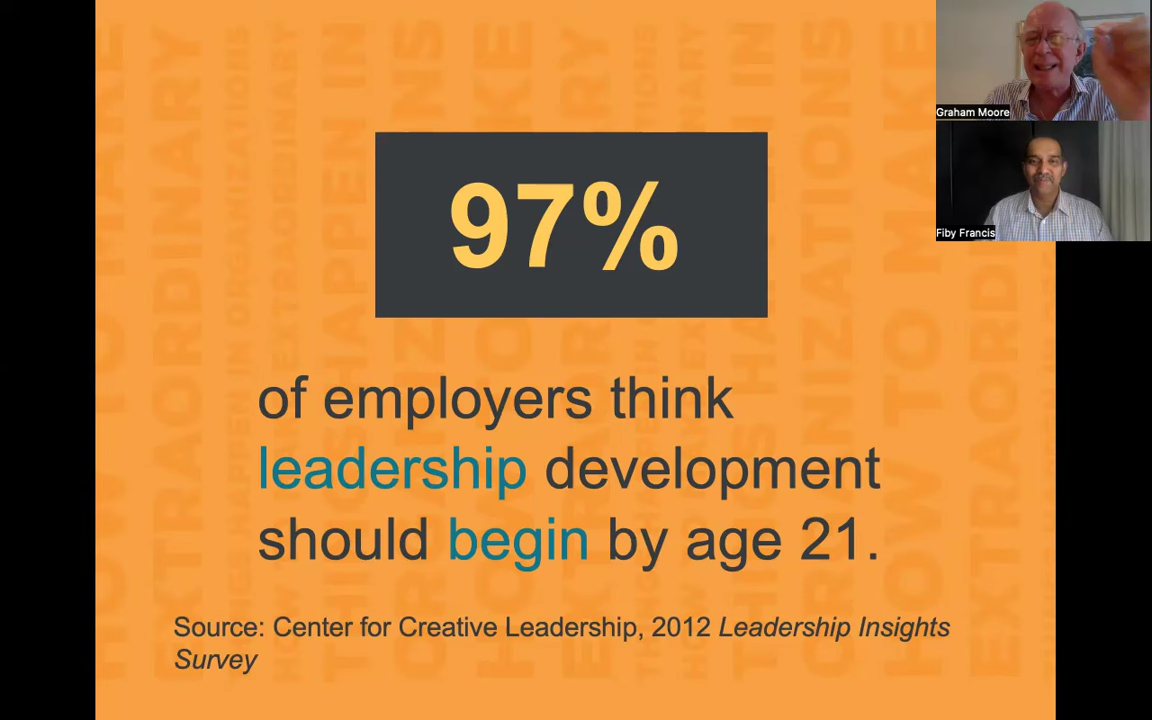 97%
of employers think
leadership development
should begin by age 21.
Source: Center for Creative Leadership, 2012 Leadership Insights
Survey
Graham Moore
Fiby Francis